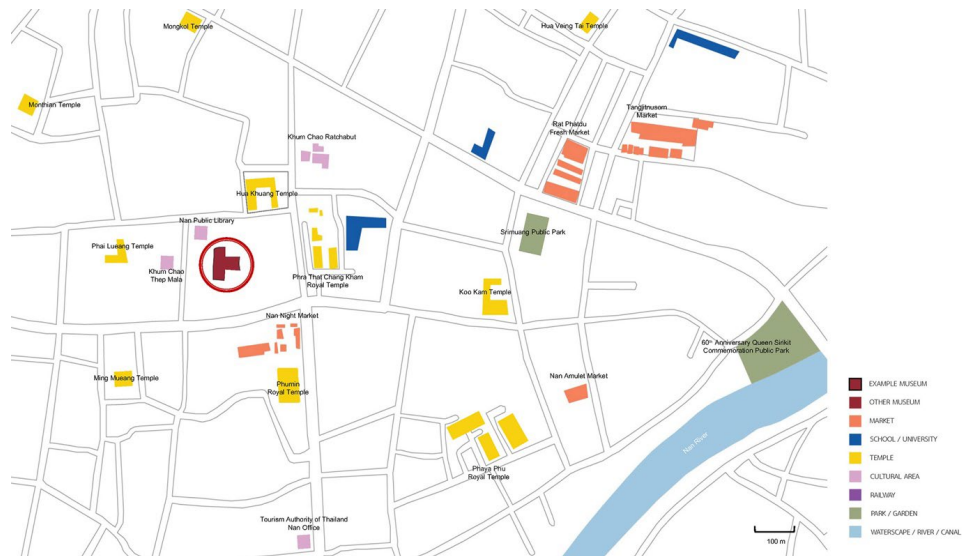 Mongkol Temple
Hua Veing Tai Temple
Monthian Temple
Tangjitnusorn
Market
Rat Phatdu
Fresh Market
Khum Chao Ratchabut
Hua Khuang Temple
Nan Public Library
Srimuang Public Park
Phai Lueang Temple
Khum Chao
Thep Mala
Phra That Chang Kham
Royal Temple
Koo Kam Temple
Nan Night Market
60th Anniversary Queen Sirikit
Commemoration Public Park
Ming Mueang Temple
Phumin
Royal Temple
Nan Amulet Market
Nan River
Phaya Phu
Royal Temple
Tourism Authority of Thailand
Nan Office
100 m
EXAMPLE MUSEUM
OTHER MUSEUM
MARKET
SCHOOL / UNIVERSITY
TEMPLE
CULTURAL AREA
RAILWAY
PARK / GARDEN
WATERSCAPE / RIVER / CANAL